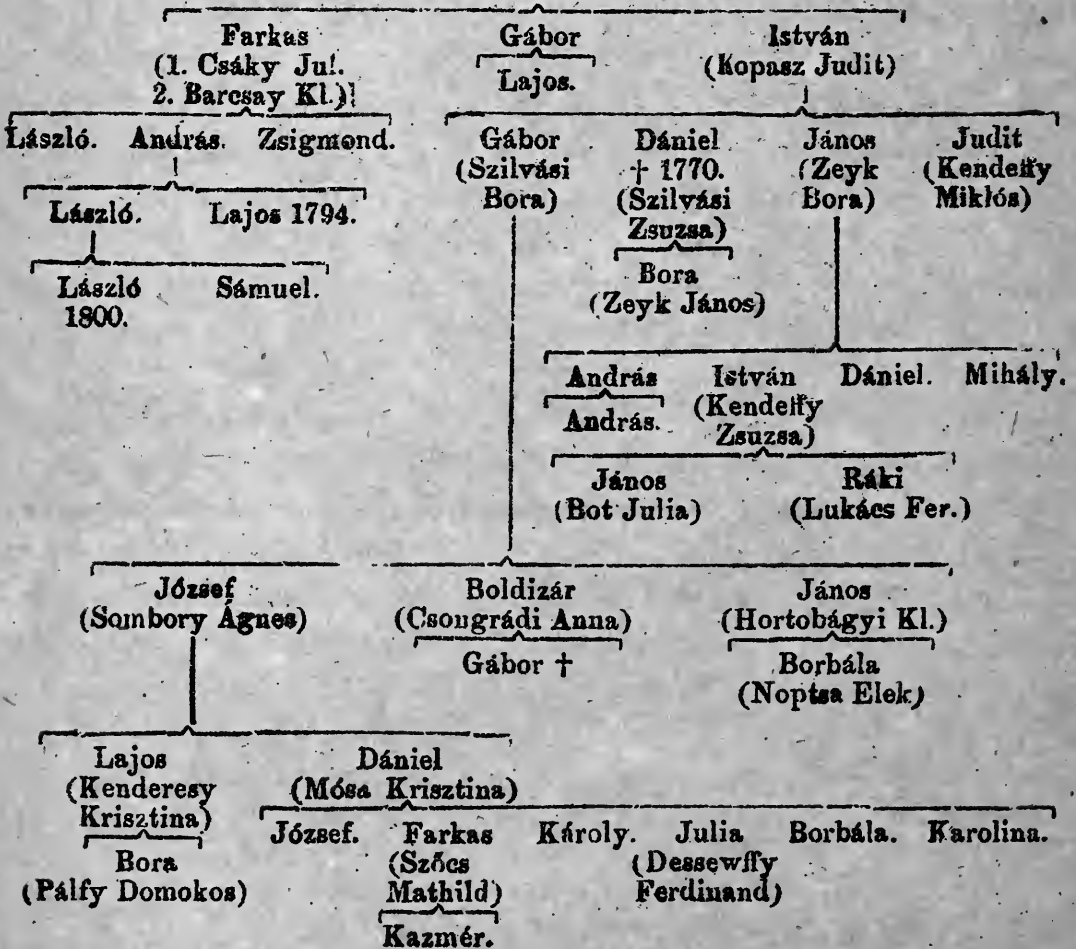 Farkas Gábor István
(1. Csáky Jul. Lajos. (Kopasz Judit)
2. Barcsay Kl.)
László. András. Zsigmond. Gábor Dániel János Judit
(Szilvási † 1770. (Zeyk (Kendeffy
Bora) (Szilvási Bora) Miklós)
László. Lajos 1794. Zsuzsa)
Bora
László Sámuel. (Zeyk János)
1800.
András István Dániel. Mihály.
András. (Kendeffy
Zsuzsa)
János Ráki
(Bot Julia) (Lukács Fer.)
József Boldizár János
(Sombory Ágnes) (Csongrádi Anna) (Hortobágyi Kl.)
Gábor † Borbála
(Noptsa Elek)
Lajos Dániel
(Kenderesy (Mósa Krisztina)
Krisztina)
József. Farkas Károly. Julia Borbála. Karolina.
Bora (Szőcs (Dessewffy
(Pálfy Domokos) Mathild) Ferdinand)
Kazmér.